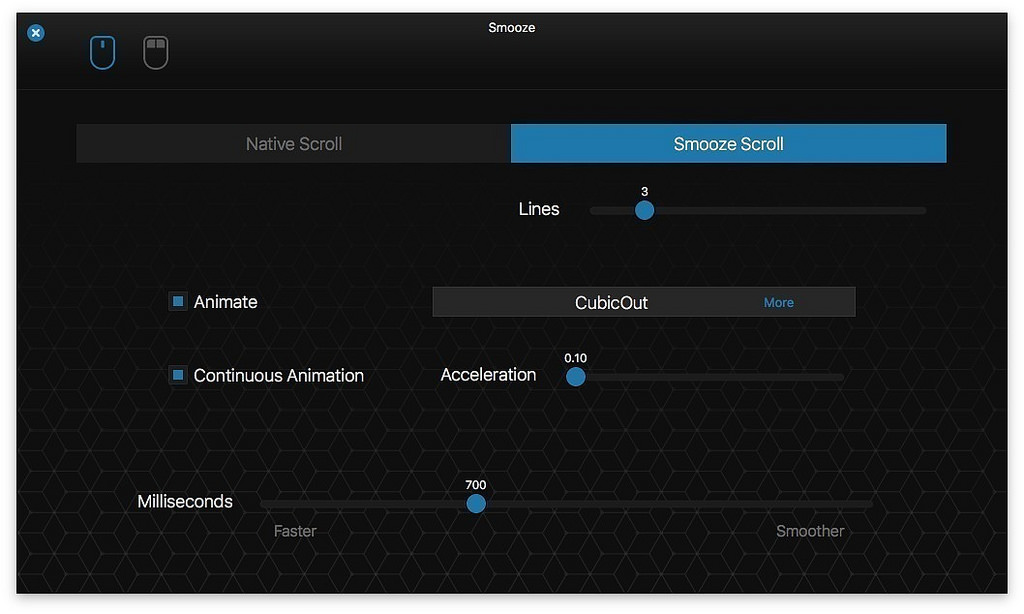 Smooze
Native Scroll
Smooze Scroll
3
Lines
Animate
CubicOut
More
0.10
Continuous Animation
Acceleration
700
Milliseconds
Faster
Smoother